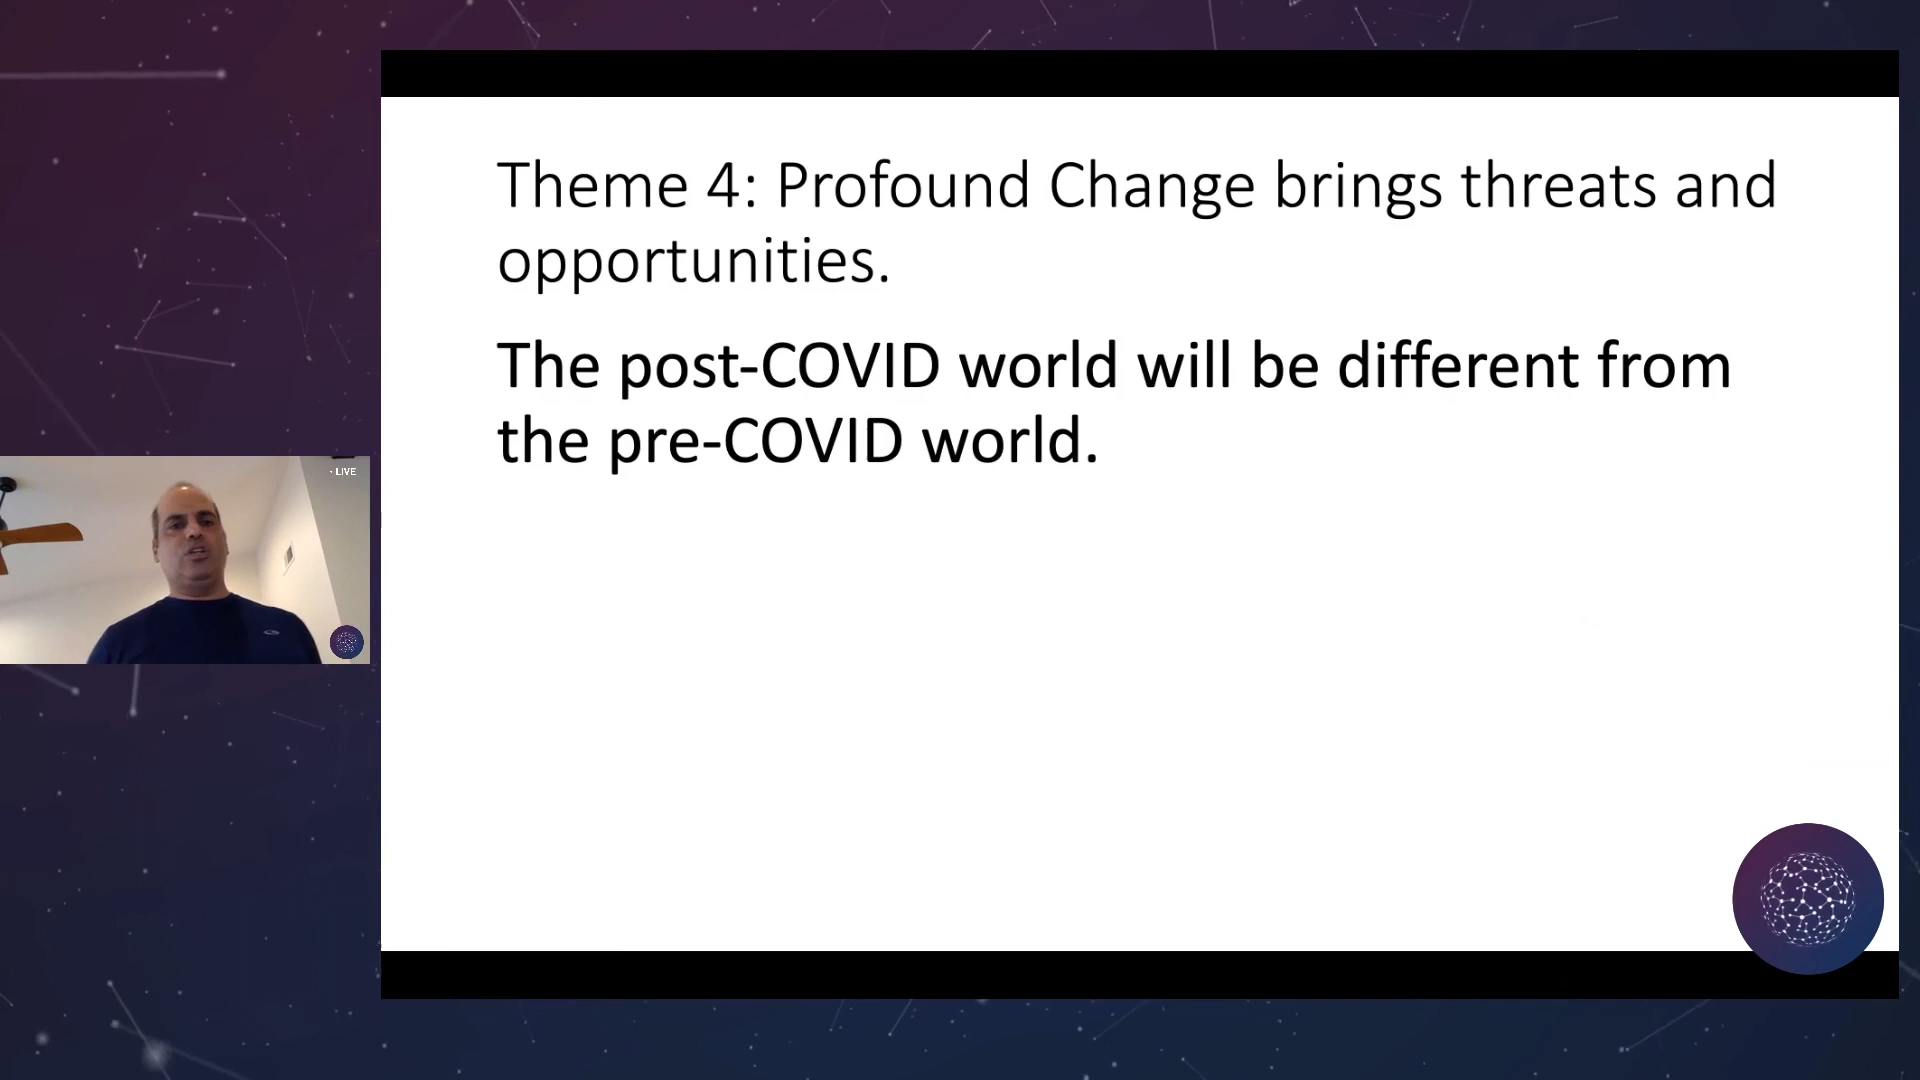 Theme 4: Profound Change brings threats and
opportunities.
The post-COVID world will be different from
the pre-COVID world.
· LIVE